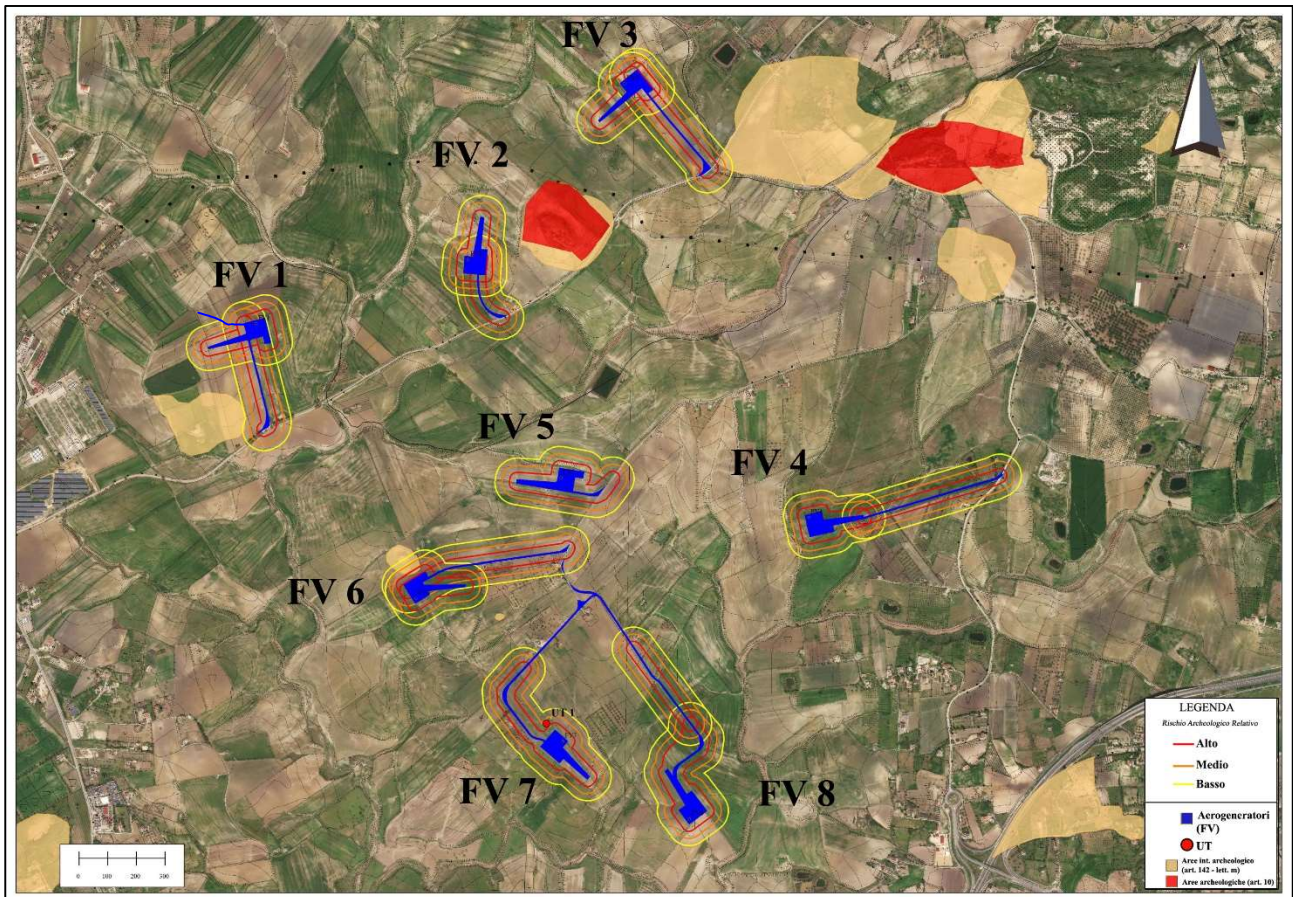 FV 3
FV 2
FV 1
FV 5
FV 4
FV 6
UT 1
FV 7
FV 8
LEGENDA
Rischio Archeologico Relativo
Alto
Medio
Basso
Aerogeneratori
(FV)
UT
Aree int. archeologico
(art. 142 - lett. m)
Aree archeologiche (art. 10)
0 100 200 300